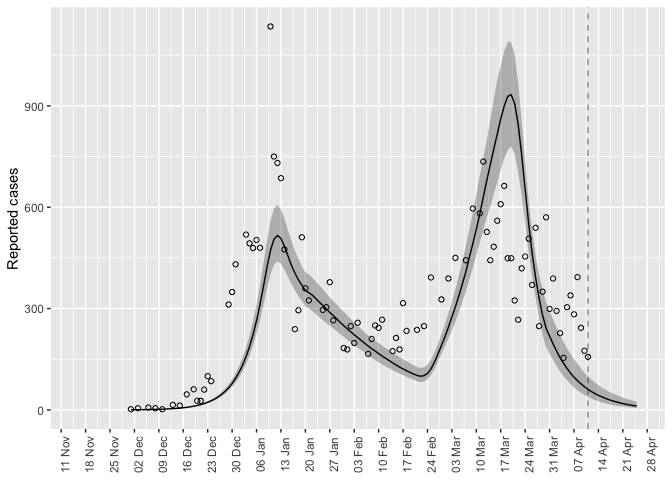 Reported cases
900
600
300
0
11 Nov
18 Nov
25 Nov
02 Dec
09 Dec
16 Dec
23 Dec
30 Dec
06 Jan
13 Jan
20 Jan
27 Jan
03 Feb
10 Feb
17 Feb
24 Feb
03 Mar
10 Mar
17 Mar
24 Mar
31 Mar
07 Apr
14 Apr
21 Apr
28 Apr